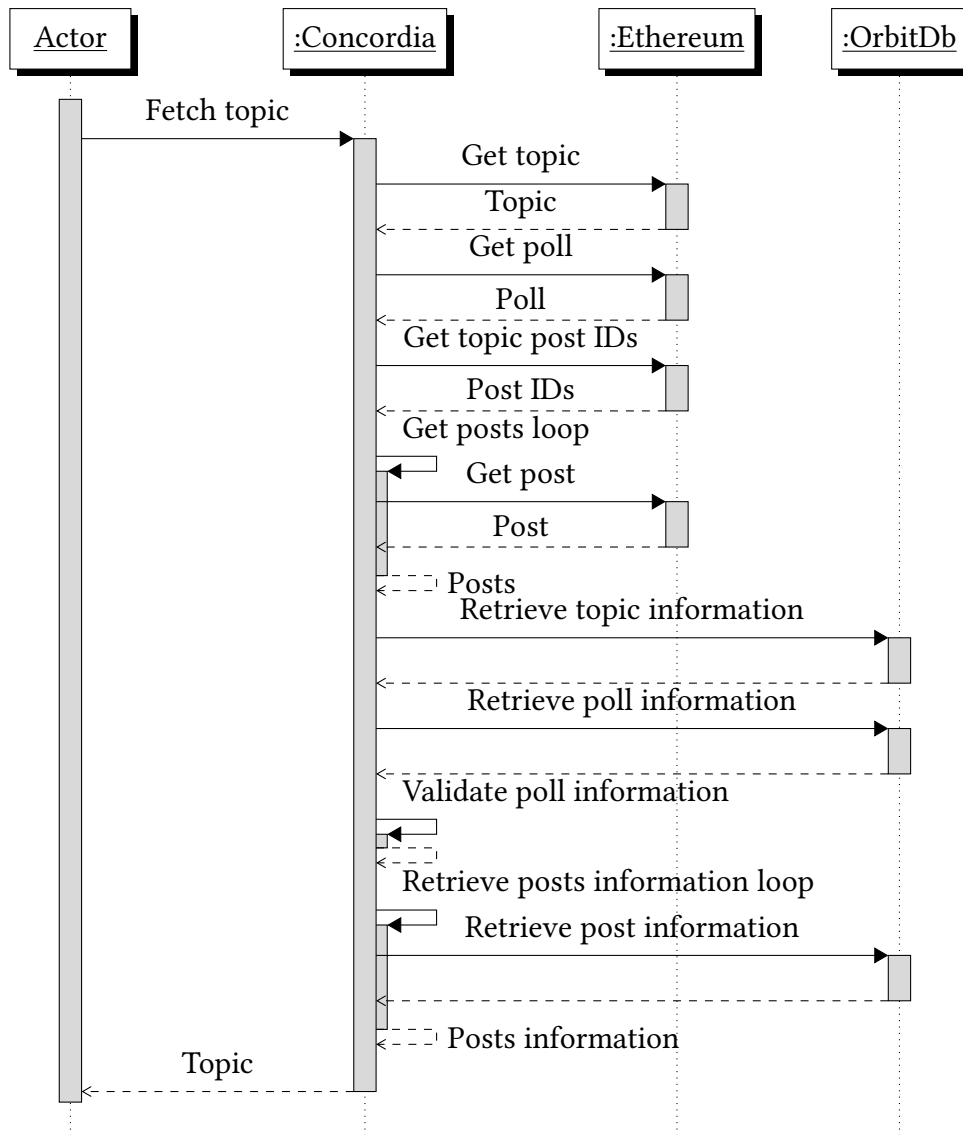 Actor
:Concordia
:Ethereum
:OrbitDb
Fetch topic
Get topic
Topic
Get poll
Poll
Get topic post IDs
Post IDs
Get posts loop
Get post
Post
Posts
Retrieve topic information
Retrieve poll information
Validate poll information
Retrieve posts information loop
Retrieve post information
Posts information
Topic